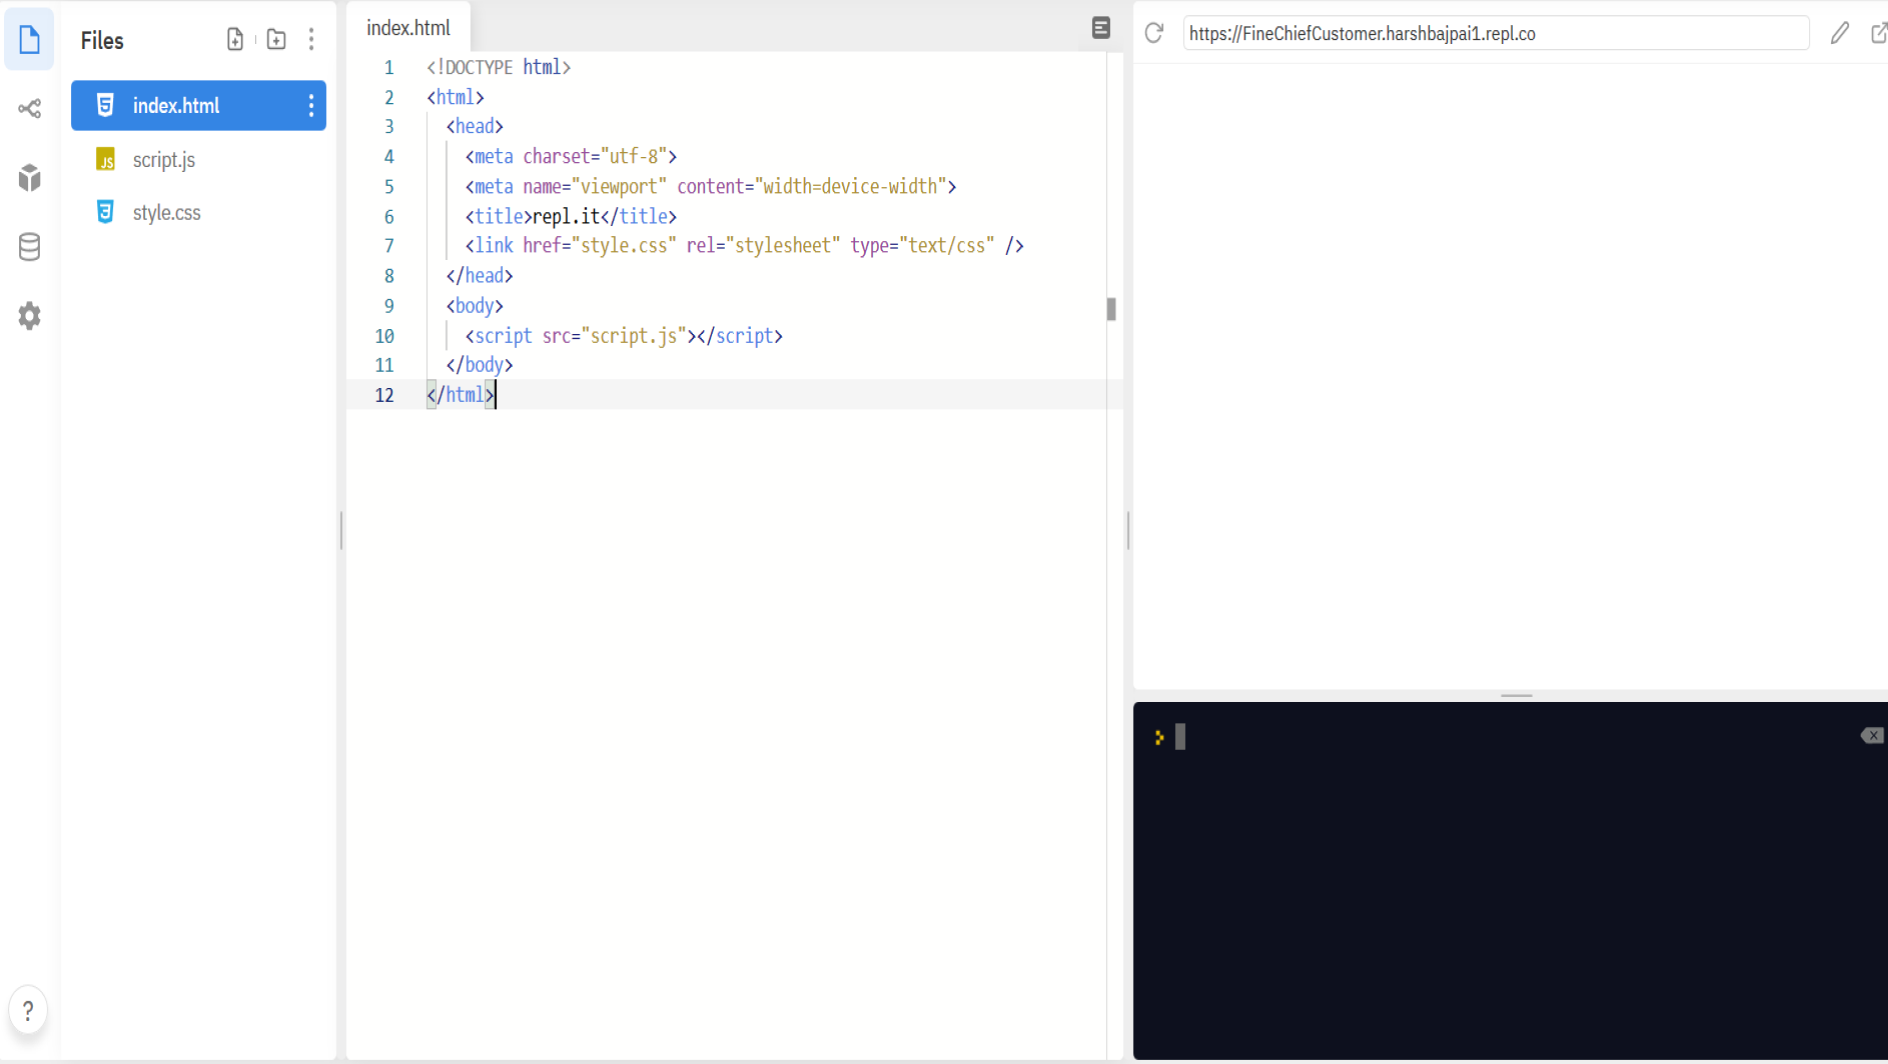 Files
index.html
script.js
style.css
index.html
1 <!DOCTYPE html>
2 <html>
3 <head>
4 <meta charset="utf-8">
5 <meta name="viewport" content="width=device-width">
6 <title>repl.it</title>
7 <link href="style.css" rel="stylesheet" type="text/css" />
8 </head>
9 <body>
10 <script src="script.js"></script>
11 </body>
12 </html>
https://FineChiefCustomer.harshbajpai1.repl.co
?